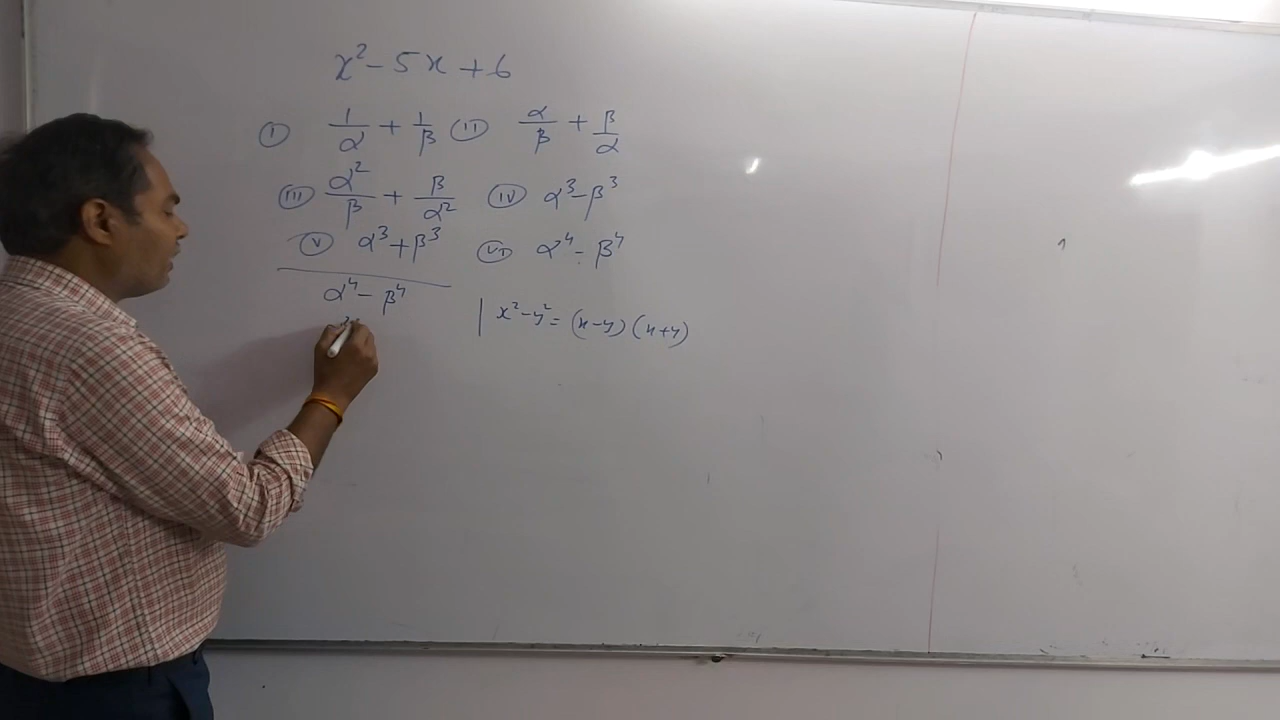 x² - 5x + 6
(I) 1/α + 1/β (II) α/β + β/α
(III) α²/β + β/α² (IV) α³ - β³
(V) α³ + β³ (VI) α⁴ - β⁴
α⁴ - β⁴
| x² - y² = (x - y) (x + y)